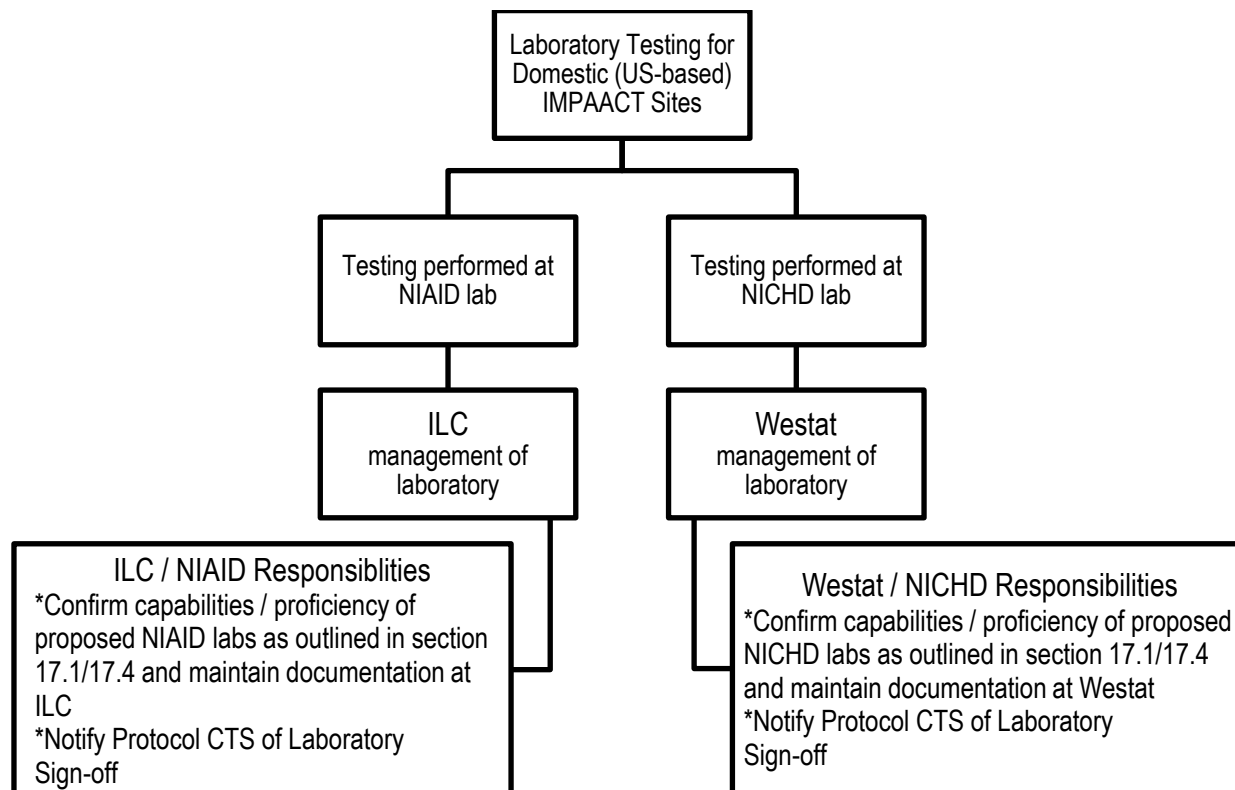 Laboratory Testing for
Domestic (US-based)
IMPAACT Sites
Testing performed at
NIAID lab
Testing performed at
NICHD lab
ILC
management of
laboratory
Westat
management of
laboratory
ILC / NIAID Responsiblities
*Confirm capabilities / proficiency of
proposed NIAID labs as outlined in section
17.1/17.4 and maintain documentation at
ILC
*Notify Protocol CTS of Laboratory
Sign-off
Westat / NICHD Responsibilities
*Confirm capabilities / proficiency of proposed
NICHD labs as outlined in section 17.1/17.4
and maintain documentation at Westat
*Notify Protocol CTS of Laboratory
Sign-off